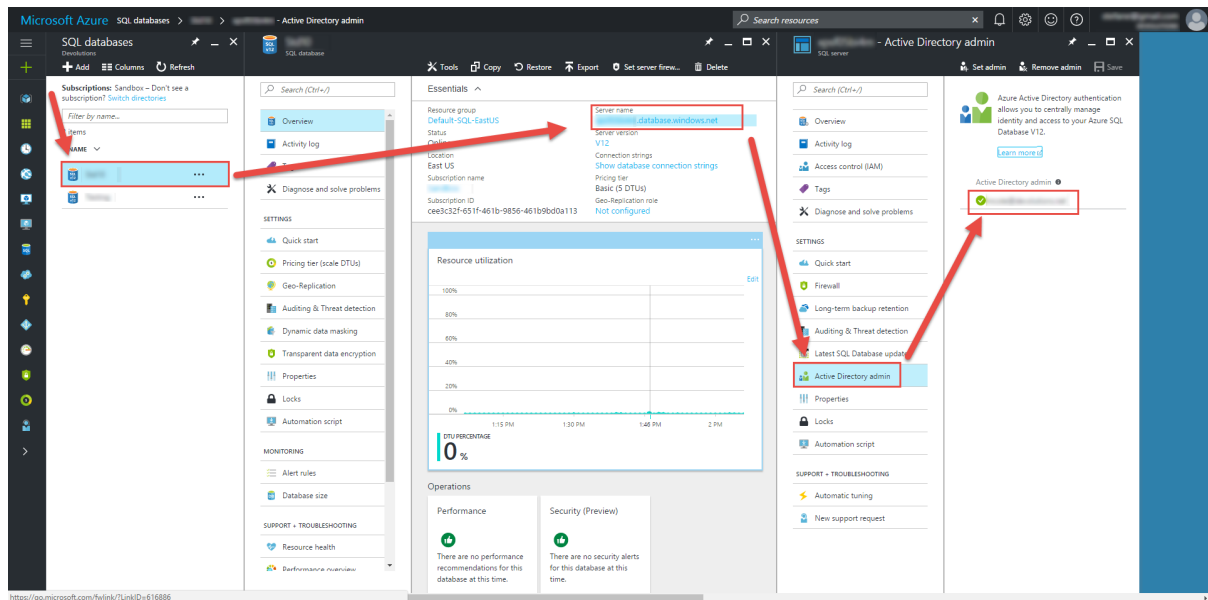 Microsoft Azure SQL databases > > - Active Directory admin
Search resources
SQL databases
Devolutions
Add Columns Refresh
Subscriptions: Sandbox – Don't see a
subscription? Switch directories
Filter by name...
items
NAME
SQL database
Search (Ctrl+/)
Overview
Activity log
Diagnose and solve problems
SETTINGS
Quick start
Pricing tier (scale DTUs)
Geo-Replication
Auditing & Threat detection
Dynamic data masking
Transparent data encryption
Properties
Locks
Automation script
MONITORING
Alert rules
Database size
SUPPORT + TROUBLESHOOTING
Resource health
Performance overview
Tools Copy Restore Export Set server firew... Delete
Essentials
Resource group
Default-SQL-EastUS
Status
Online
Location
East US
Subscription name
Subscription ID
cee3c32f-651f-461b-9856-461b9bd0a113
Server name
.database.windows.net
Server version
V12
Connection strings
Show database connection strings
Pricing tier
Basic (5 DTUs)
Geo-Replication role
Not configured
Resource utilization
Edit
100%
80%
60%
40%
20%
0%
1:15 PM 1:30 PM 1:46 PM 2 PM
DTU PERCENTAGE
0 %
Operations
Performance
There are no performance
recommendations for this
database at this time.
Security (Preview)
There are no security alerts
for this database at this
time.
- Active Directory admin
SQL server
Search (Ctrl+/)
Overview
Activity log
Access control (IAM)
Tags
Diagnose and solve problems
SETTINGS
Quick start
Firewall
Long-term backup retention
Auditing & Threat detection
Latest SQL Database update
Active Directory admin
Properties
Locks
Automation script
SUPPORT + TROUBLESHOOTING
Automatic tuning
New support request
Set admin Remove admin Save
Azure Active Directory authentication
allows you to centrally manage
identity and access to your Azure SQL
Database V12.
Learn more
Active Directory admin
https://go.microsoft.com/fwlink/?LinkID=616886